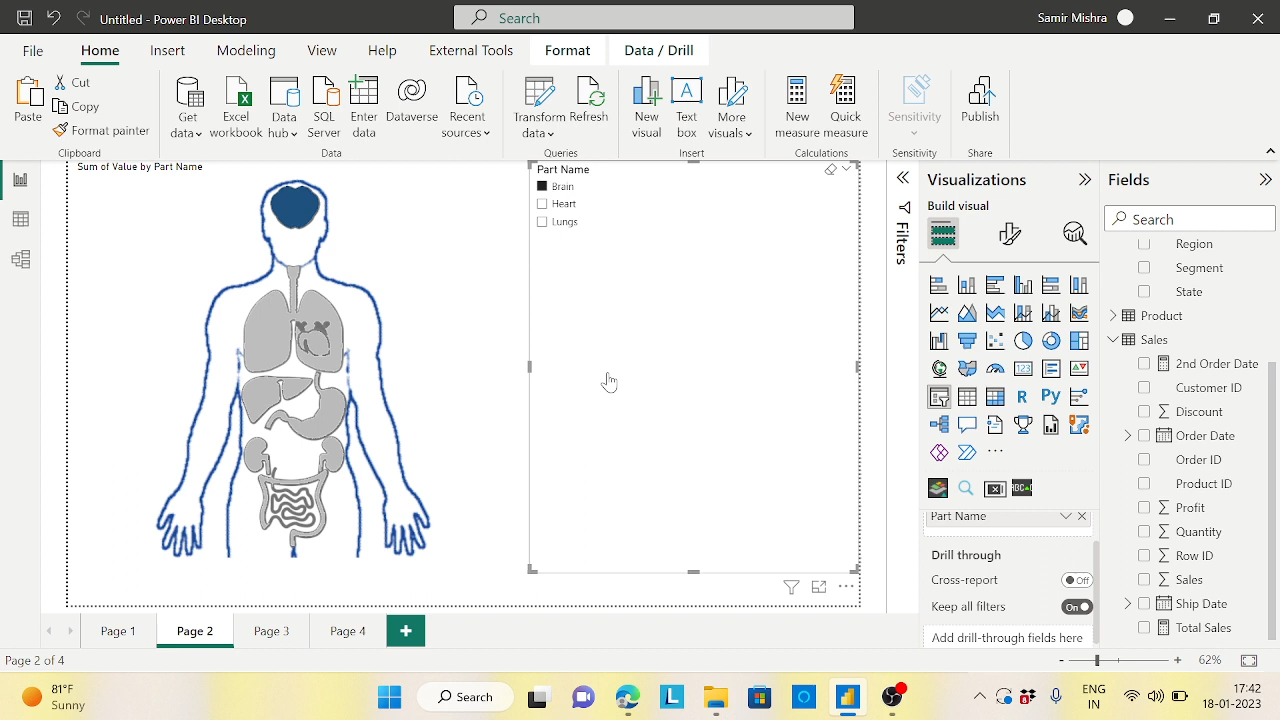 Untitled - Power BI Desktop
Search
Samir Mishra
File Home Insert Modeling View Help External Tools Format Data / Drill
Paste
Cut
Copy
Format painter
Clipboard
Get data
Excel workbook
Data hub
SQL Server
Enter data
Dataverse
Recent sources
Data
Transform data
Refresh
Queries
New visual
Text box
More visuals
Insert
New measure
Quick measure
Calculations
Sensitivity
Sensitivity
Publish
Share
Sum of Value by Part Name
Part Name
Brain
Heart
Lungs
Filters
Visualizations
Build visual
123
R
Py
Part Name
Drill through
Cross-report
Off
Keep all filters
On
Add drill-through fields here
Fields
Search
Region
Segment
State
Product
Sales
2nd Order Date
Customer ID
Discount
Order Date
Order ID
Product ID
Profit
Quantity
Row ID
Sales
Ship Date
Total Sales
Page 1 Page 2 Page 3 Page 4
Page 2 of 4
62%
81°F
Sunny
Search
ENG
IN
17:42
18-01-2023